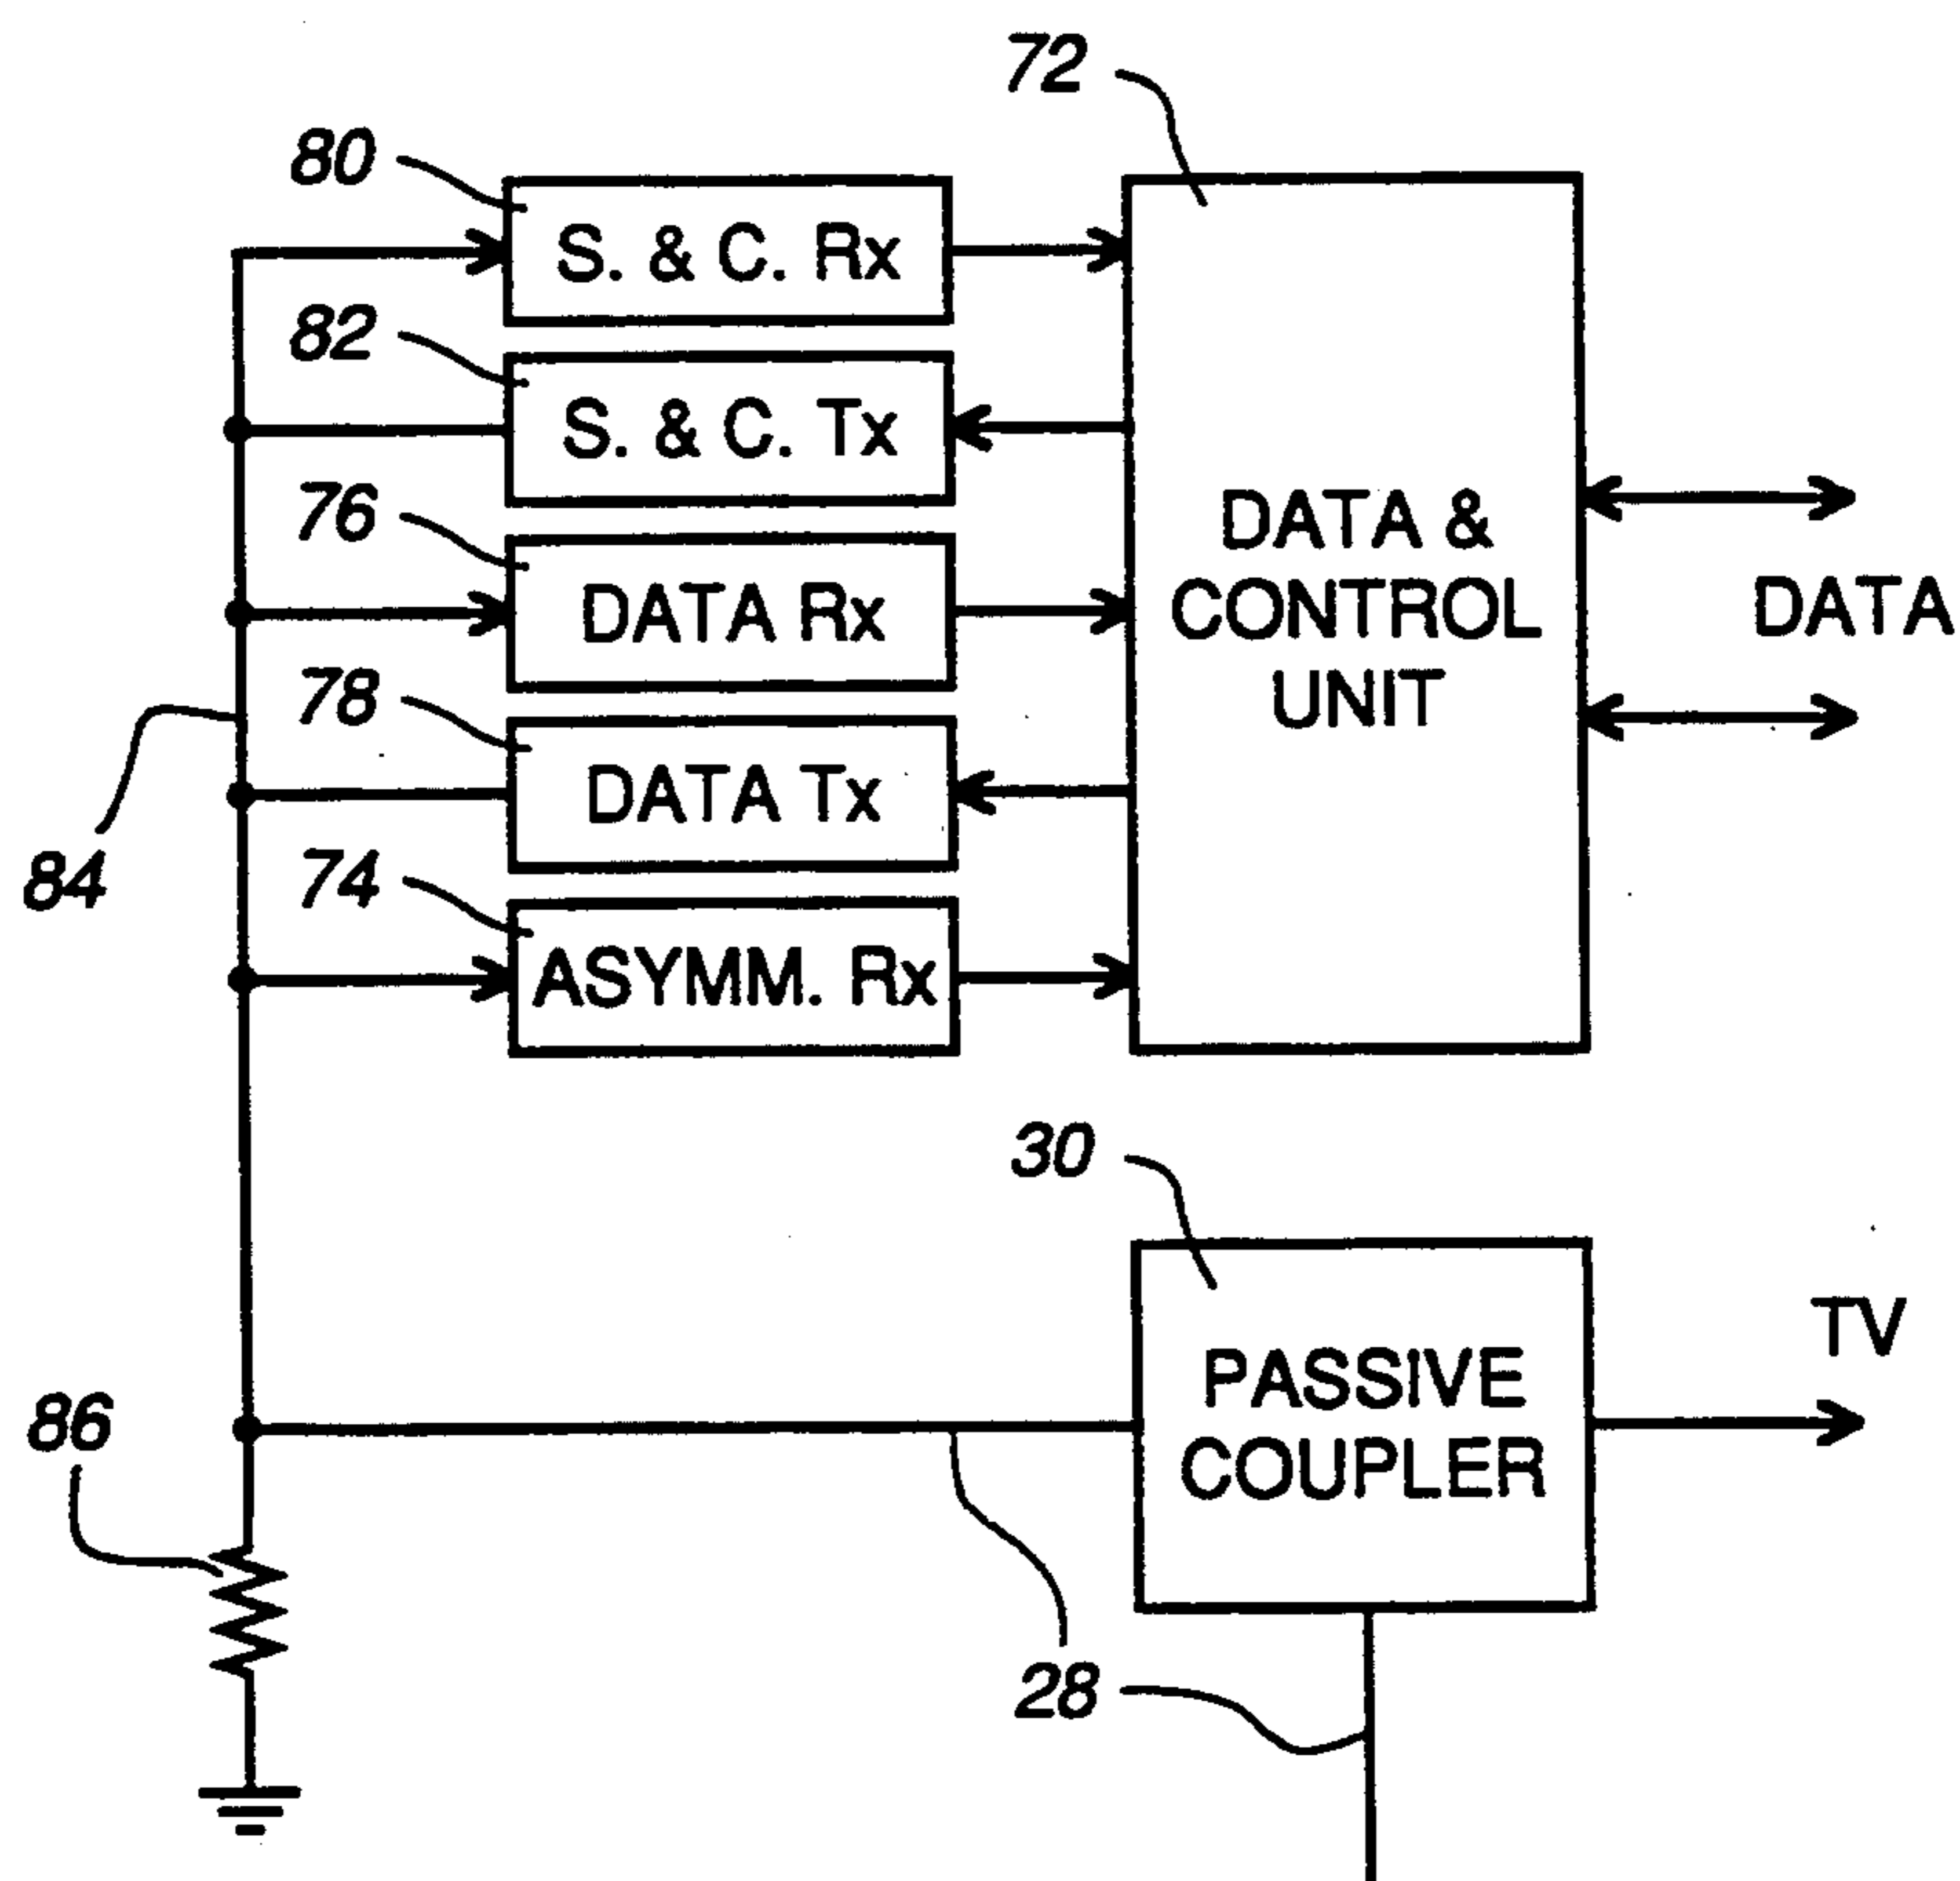 72
80
S. & C. Rx
82
S. & C. Tx
76
DATA Rx
78
DATA Tx
84
74
ASYMM. Rx
DATA &
CONTROL
UNIT
DATA
30
TV
PASSIVE
COUPLER
86
28